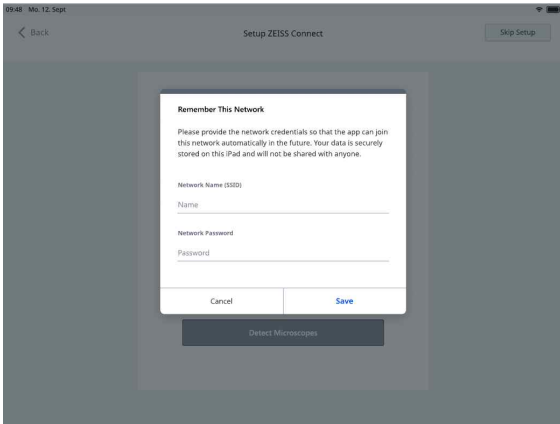 09:48 Mo. 12. Sept
Back
Setup ZEISS Connect
Skip Setup
Remember This Network
Please provide the network credentials so that the app can join
this network automatically in the future. Your data is securely
stored on this iPad and will not be shared with anyone.
Network Name (SSID)
Name
Network Password
Password
Cancel
Save
Detect Microscopes